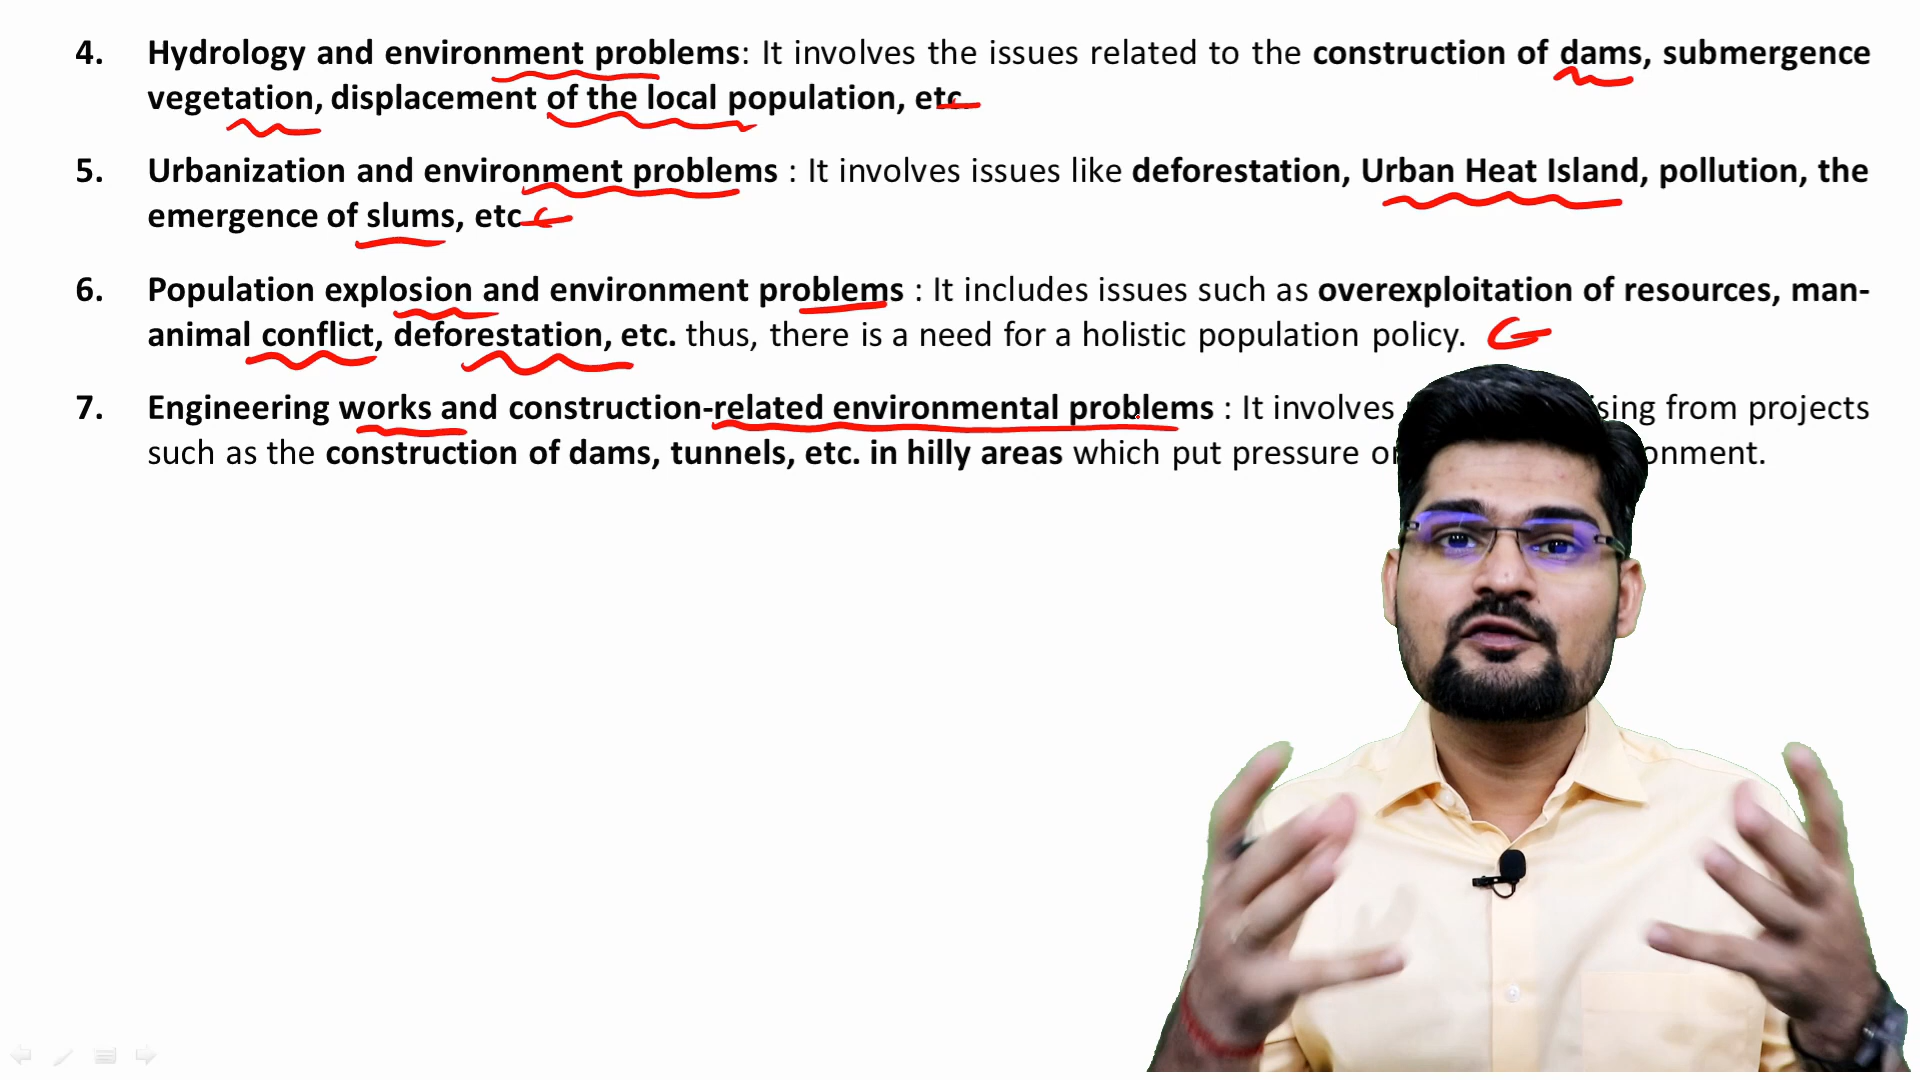 4. Hydrology and environment problems: It involves the issues related to the construction of dams, submergence
vegetation, displacement of the local population, etc.
5. Urbanization and environment problems : It involves issues like deforestation, Urban Heat Island, pollution, the
emergence of slums, etc
6. Population explosion and environment problems : It includes issues such as overexploitation of resources, man-
animal conflict, deforestation, etc. thus, there is a need for a holistic population policy.
7. Engineering works and construction-related environmental problems : It involves from projects
such as the construction of dams, tunnels, etc. in hilly areas which put pressure